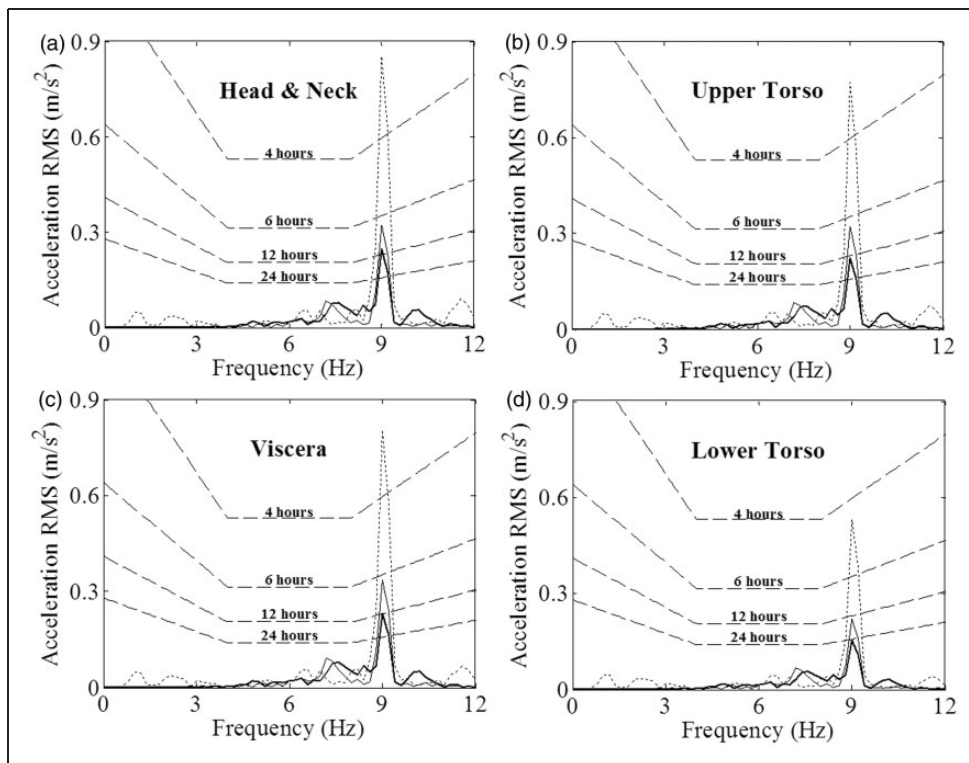 (a)
0.9
0.6
0.3
0
Acceleration RMS (m/s²)
Head & Neck
4 hours
6 hours
12 hours
24 hours
0 3 6 9 12
Frequency (Hz)
(b)
0.9
0.6
0.3
0
Acceleration RMS (m/s²)
Upper Torso
4 hours
6 hours
12 hours
24 hours
0 3 6 9 12
Frequency (Hz)
(c)
0.9
0.6
0.3
0
Acceleration RMS (m/s²)
Viscera
4 hours
6 hours
12 hours
24 hours
0 3 6 9 12
Frequency (Hz)
(d)
0.9
0.6
0.3
0
Acceleration RMS (m/s²)
Lower Torso
4 hours
6 hours
12 hours
24 hours
0 3 6 9 12
Frequency (Hz)